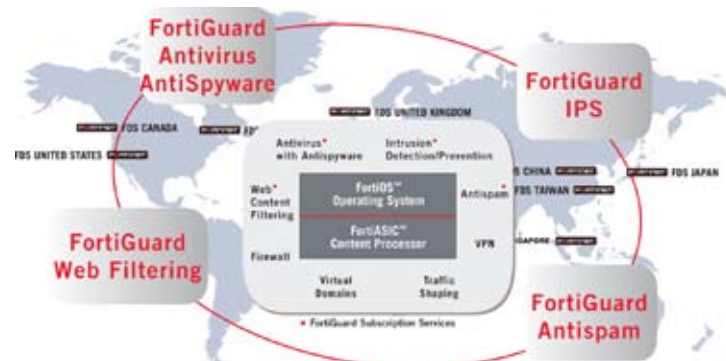 FortiGuard
Antivirus
AntiSpyware
FortiGuard
IPS
FDS UNITED KINGDOM
FDS CANADA
FDS UNITED STATES
Antivirus*
with Antispyware
Intrusion*
Detection/Prevention
CHINA
FDS JAPAN
FDS TAIWAN
Web*
Content
Filtering
FortiOS™
Operating System
Antispam*
FortiASIC™
Content Processor
Firewall
VPN
FortiGuard
Web Filtering
Virtual
Domains
Traffic
Shaping
FortiGuard
Antispam
* FortiGuard Subscription Services